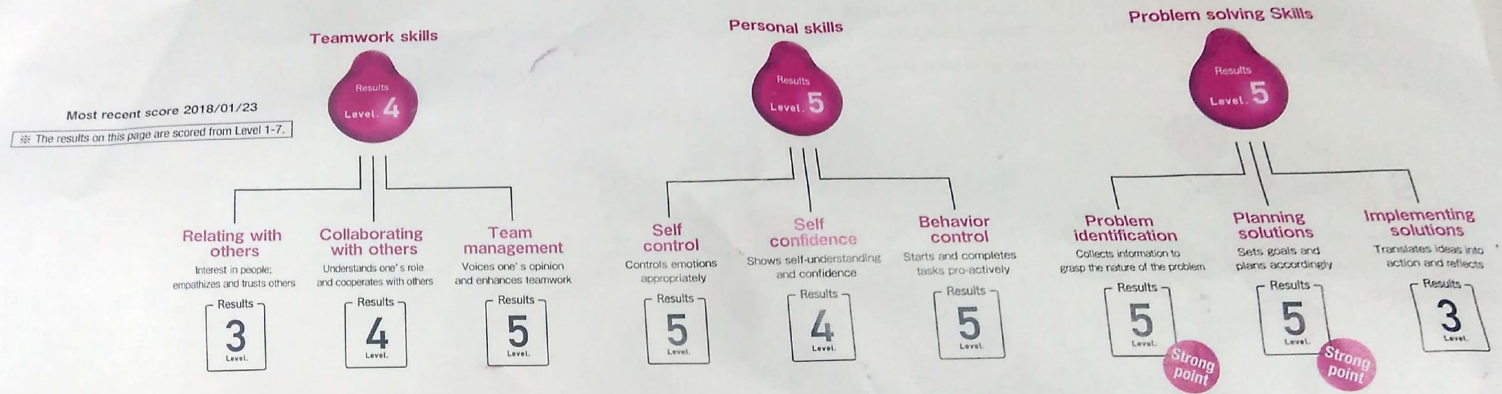 Teamwork skills
Results
Level. 4
Most recent score 2018/01/23
※ The results on this page are scored from Level 1-7.
Relating with
others
Interest in people;
empathizes and trusts others
Results
3
Level.
Collaborating
with others
Understands one's role
and cooperates with others
Results
4
Level.
Team
management
Voices one's opinion
and enhances teamwork
Results
5
Level.
Personal skills
Results
Level. 5
Self
control
Controls emotions
appropriately
Results
5
Level.
Self
confidence
Shows self-understanding
and confidence
Results
4
Level.
Behavior
control
Starts and completes
tasks pro-actively
Results
5
Level.
Problem solving Skills
Results
Level. 5
Problem
identification
Collects information to
grasp the nature of the problem
Results
5
Level.
Strong
point
Planning
solutions
Sets goals and
plans accordingly
Results
5
Level.
Strong
point
Implementing
solutions
Translates ideas into
action and reflects
Results
3
Level.